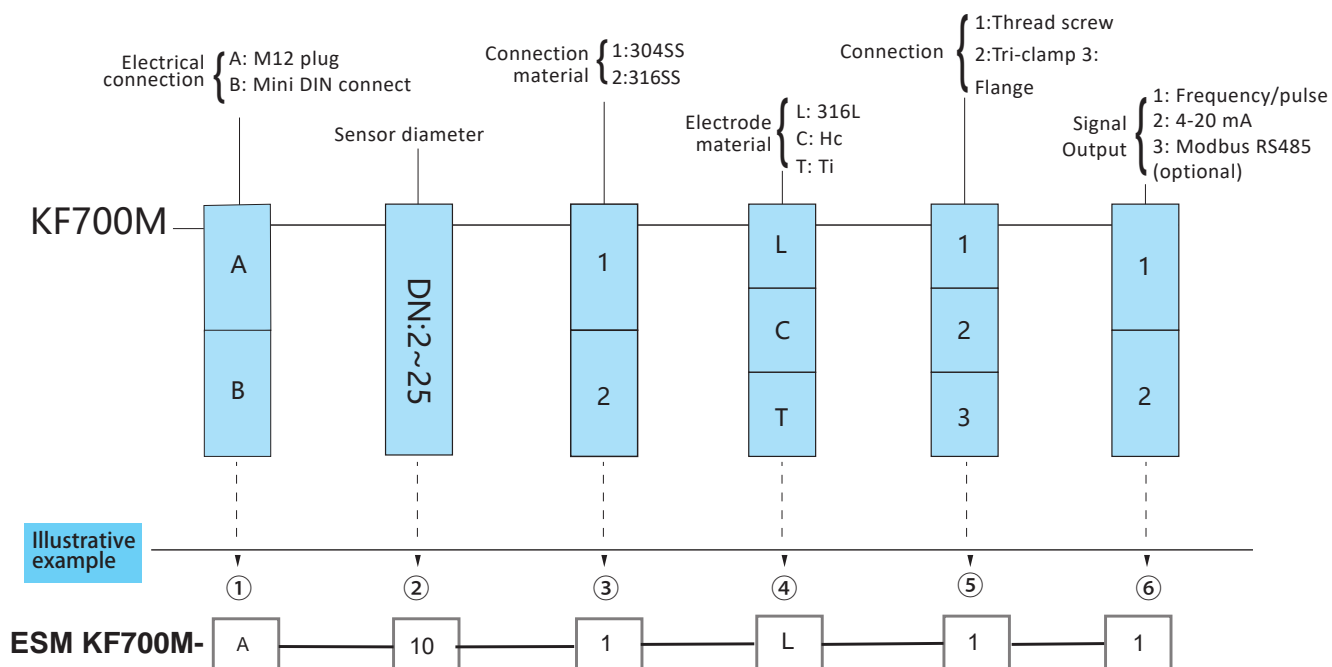 Electrical
connection
A: M12 plug
B: Mini DIN connect
Sensor diameter
Connection
material
1:304SS
2:316SS
Electrode
material
L: 316L
C: Hc
T: Ti
Connection
1:Thread screw
2:Tri-clamp 3:
Flange
Signal
Output
1: Frequency/pulse
2: 4-20 mA
3: Modbus RS485
(optional)
KF700M
A
B
DN:2~25
1
2
L
C
T
1
2
3
1
2
Illustrative
example
① ② ③ ④ ⑤ ⑥
ESM KF700M- A 10 1 L 1 1